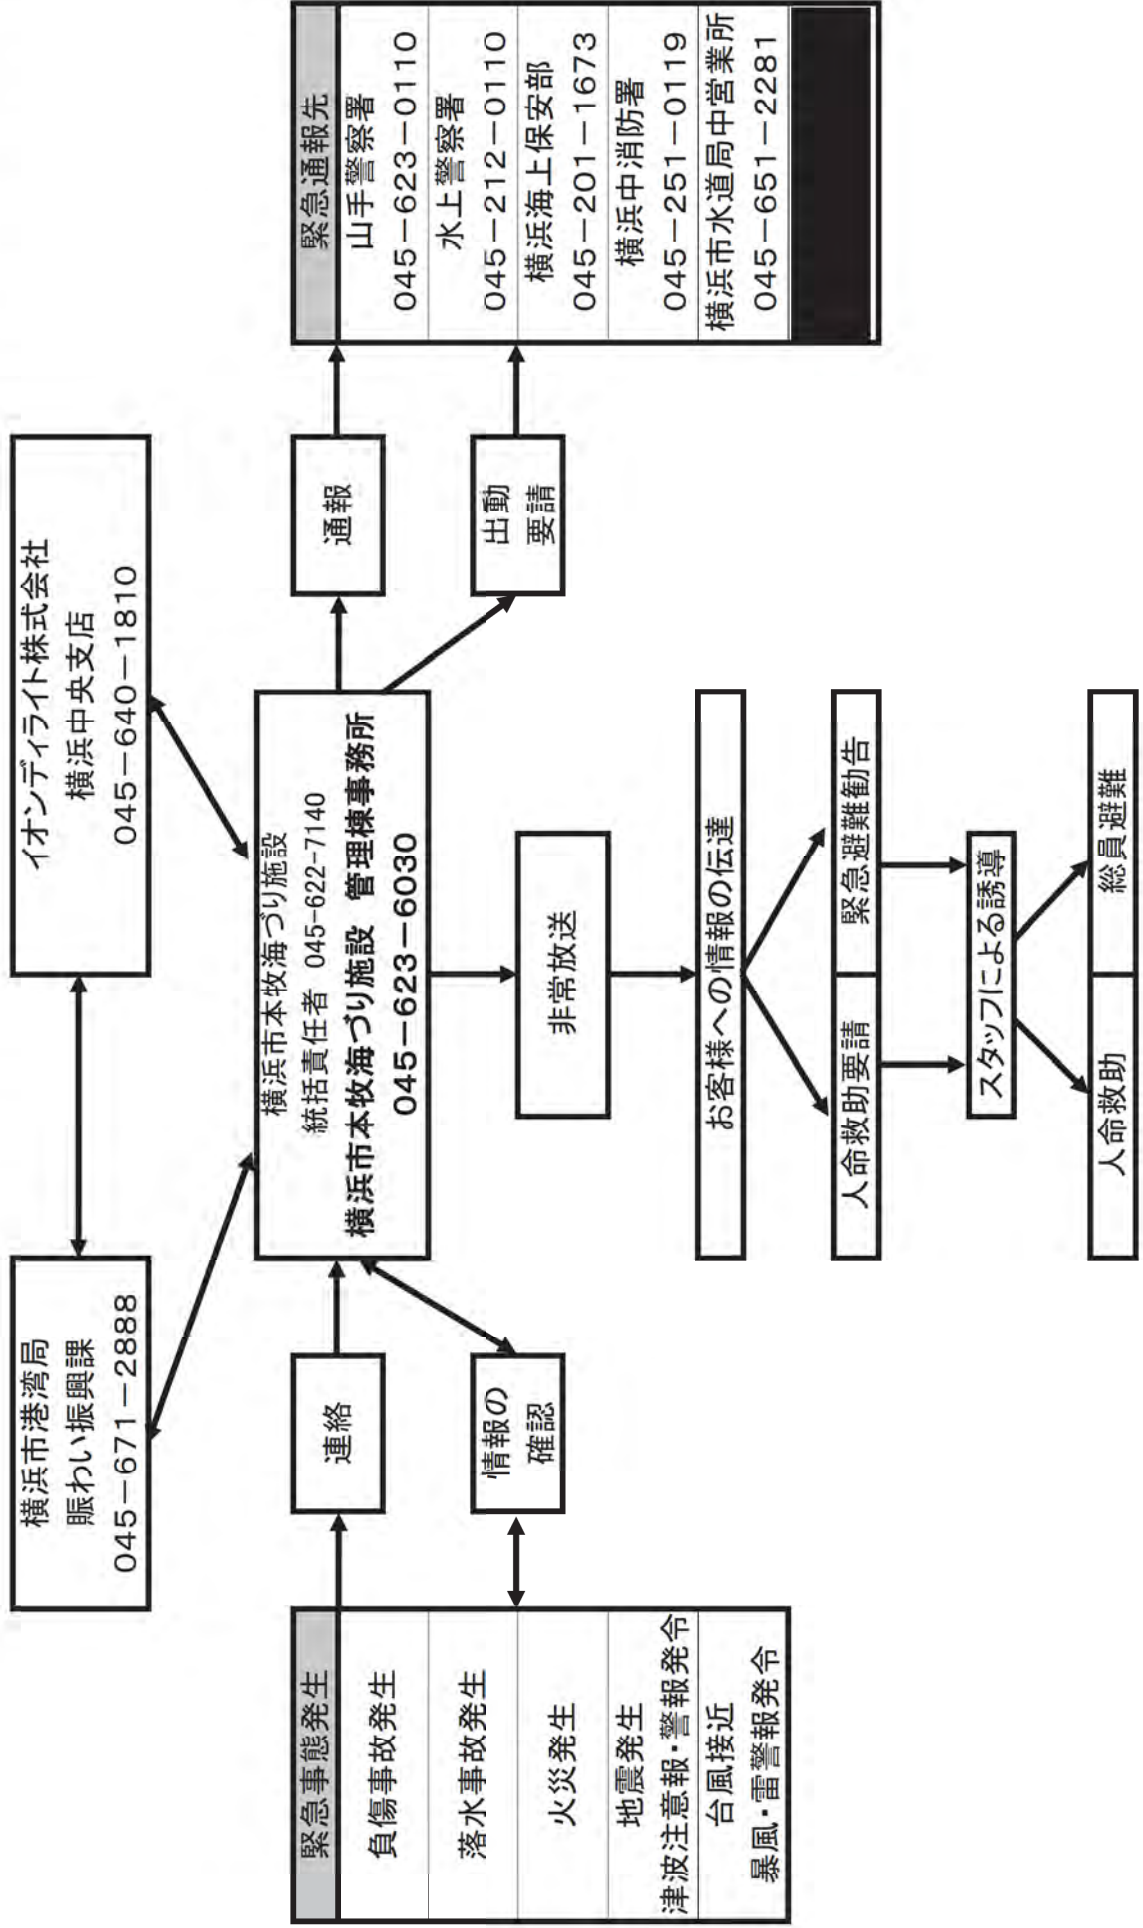 横浜市港湾局
賑わい振興課
045－671－2888
イオンディライト株式会社
横浜中央支店
045－640－1810
緊急事態発生
負傷事故発生
落水事故発生
火災発生
地震発生
津波注意報・警報発令
台風接近
暴風・雷警報発令
連絡
情報の
確認
横浜市本牧海づり施設
統括責任者 045-622-7140
横浜市本牧海づり施設 管理棟事務所
045－623－6030
通報
出動
要請
緊急通報先
山手警察署
045－623－0110
水上警察署
045－212－0110
横浜海上保安部
045－201－1673
横浜中消防署
045－251－0119
横浜市水道局中営業所
045－651－2281
非常放送
お客様への情報の伝達
人命救助要請
緊急避難勧告
スタッフによる誘導
人命救助
総員避難